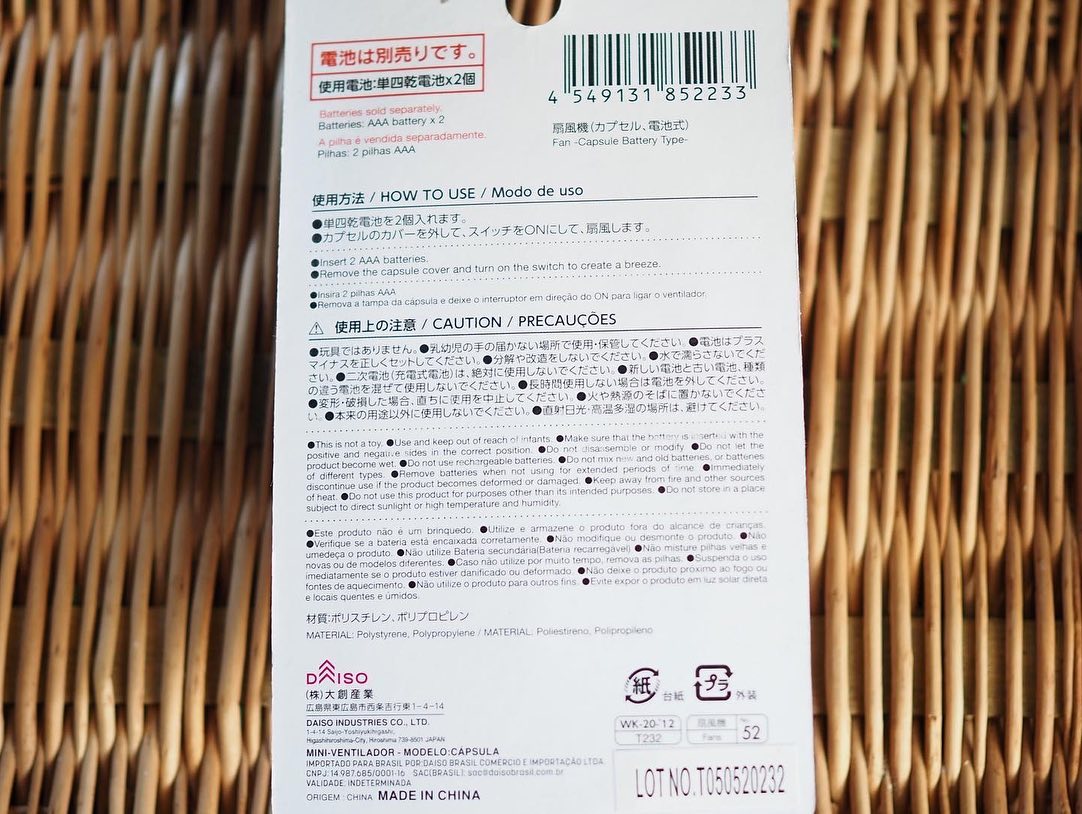 電池は別売りです。
使用電池:単四乾電池x2個
Batteries sold separately.
Batteries: AAA battery x 2
A pilha é vendida separadamente.
Pilhas: 2 pilhas AAA
4 549131 852233
扇風機(カプセル、電池式)
Fan -Capsule Battery Type-
使用方法 / HOW TO USE / Modo de uso
●単四乾電池を2個入れます。
●カプセルのカバーを外して、スイッチをONにして、扇風します。
●Insert 2 AAA batteries.
●Remove the capsule cover and turn on the switch to create a breeze.
●Insira 2 pilhas AAA
●Remova a tampa da cápsula e deixe o interruptor em direção do ON para ligar o ventilador.
⚠ 使用上の注意 / CAUTION / PRECAUÇÕES
●玩具ではありません。●乳幼児の手の届かない場所で使用・保管してください。●電池はプラス
マイナスを正しくセットしてください。●分解や改造をしないでください。●水で濡らさないでくだ
さい。●二次電池(充電式電池)は、絶対に使用しないでください。●新しい電池と古い電池、種類
の違う電池を混ぜて使用しないでください。●長時間使用しない場合は電池を外してください。
●変形・破損した場合、直ちに使用を中止してください。●火や熱源のそばに置かないでくださ
い。●本来の用途以外に使用しないでください。●直射日光・高温多湿の場所は、避けてください。
●This is not a toy. ●Use and keep out of reach of infants. ●Make sure that the battery is inserted with the
positive and negative sides in the correct position. ●Do not disassemble or modify. ●Do not let the
product become wet. ●Do not use rechargeable batteries. ●Do not mix new and old batteries, or batteries
of different types. ●Remove batteries when not using for extended periods of time. ●Immediately
discontinue use if the product becomes deformed or damaged. ●Keep away from fire and other sources
of heat. ●Do not use this product for purposes other than its intended purposes. ●Do not store in a place
subject to direct sunlight or high temperature and humidity.
●Este produto não é um brinquedo. ●Utilize e armazene o produto fora do alcance de crianças.
●Verifique se a bateria está encaixada corretamente. ●Não modifique ou desmonte o produto. ●Não
umedeça o produto. ●Não utilize Bateria secundária(Bateria recarregável) ●Não misture pilhas velhas e
novas ou de modelos diferentes. ●Caso não utilize por muito tempo, remova as pilhas. ●Suspenda o uso
imediatamente se o produto estiver danificado ou deformado. ●Não deixe o produto próximo ao fogo ou
fontes de aquecimento. ●Não utilize o produto para outros fins. ●Evite expor o produto em luz solar direta
e locais quentes e úmidos.
材質:ポリスチレン、ポリプロピレン
MATERIAL: Polystyrene, Polypropylene / MATERIAL: Poliestireno, Polipropileno
DAISO
(株)大創産業
広島県東広島市西条吉行東1-4-14
DAISO INDUSTRIES CO., LTD.
1-4-14 Saijo-Yoshiyukihigashi,
Higashihiroshima-City, Hiroshima 739-8501 JAPAN
MINI-VENTILADOR - MODELO:CAPSULA
IMPORTADO PARA BRASIL POR:DAISO BRASIL COMERCIO E IMPORTAÇÃO LTDA.
CNPJ: 14.987.685/0001-16 SAC(BRASIL): sac@daisobrasil.com.br
VALIDADE: INDETERMINADA
ORIGEM : CHINA MADE IN CHINA
紙 台紙
プラ 外装
WK-20-'12
T232
扇風機
Fans
No. 52
LOT NO. T050520232